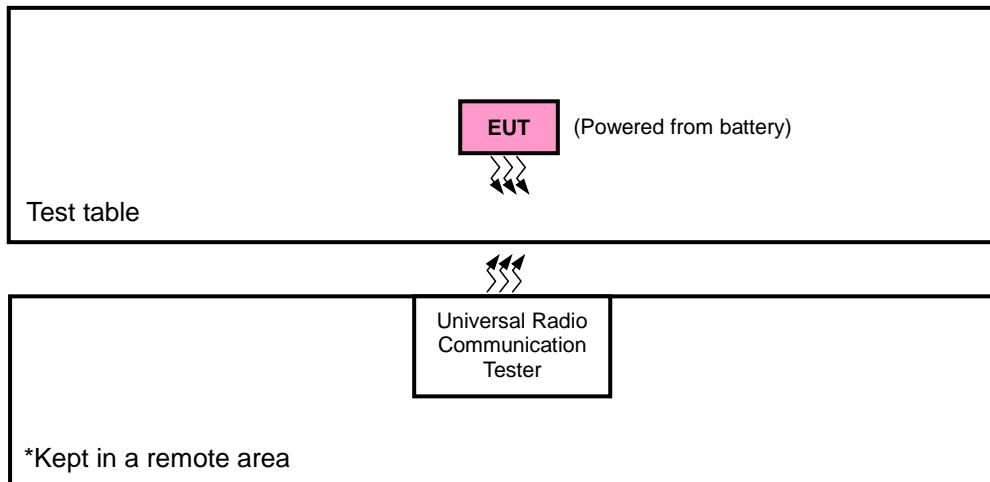 EUT
(Powered from battery)
Test table
Universal Radio
Communication
Tester
*Kept in a remote area